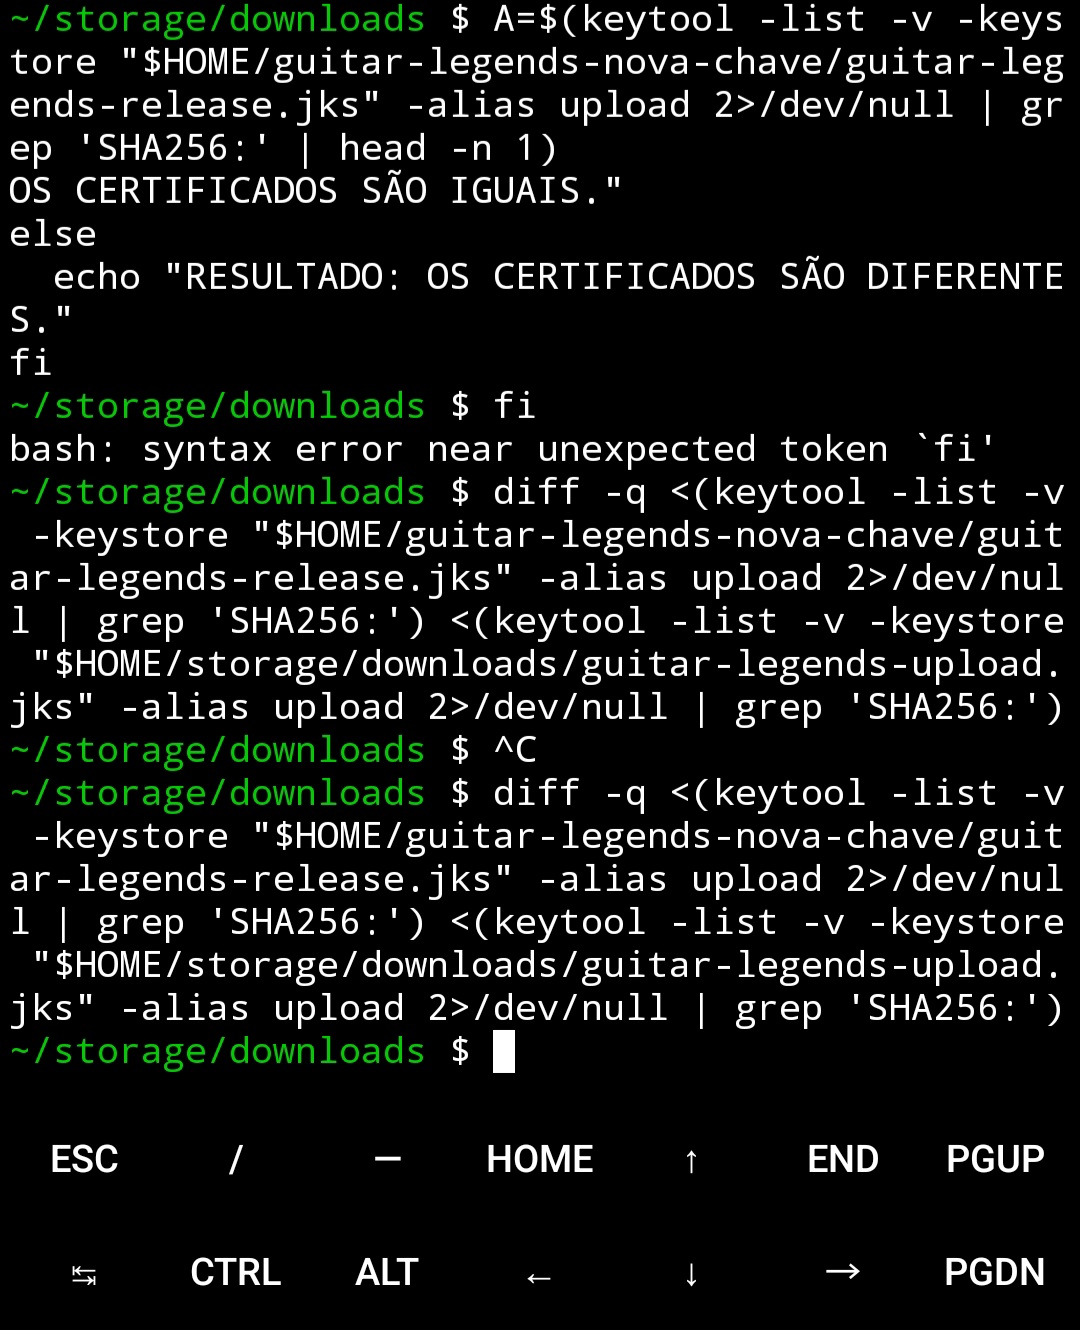 ~/storage/downloads $ A=$(keytool -list -v -keys
tore "$HOME/guitar-legends-nova-chave/guitar-leg
ends-release.jks" -alias upload 2>/dev/null | gr
ep 'SHA256:' | head -n 1)
OS CERTIFICADOS SÃO IGUAIS."
else
  echo "RESULTADO: OS CERTIFICADOS SÃO DIFERENTE
S."
fi
~/storage/downloads $ fi
bash: syntax error near unexpected token `fi'
~/storage/downloads $ diff -q <(keytool -list -v
 -keystore "$HOME/guitar-legends-nova-chave/guit
ar-legends-release.jks" -alias upload 2>/dev/nul
l | grep 'SHA256:') <(keytool -list -v -keystore
 "$HOME/storage/downloads/guitar-legends-upload.
jks" -alias upload 2>/dev/null | grep 'SHA256:')
~/storage/downloads $ ^C
~/storage/downloads $ diff -q <(keytool -list -v
 -keystore "$HOME/guitar-legends-nova-chave/guit
ar-legends-release.jks" -alias upload 2>/dev/nul
l | grep 'SHA256:') <(keytool -list -v -keystore
 "$HOME/storage/downloads/guitar-legends-upload.
jks" -alias upload 2>/dev/null | grep 'SHA256:')
~/storage/downloads $
ESC / — HOME ↑ END PGUP
↹ CTRL ALT ← ↓ → PGDN